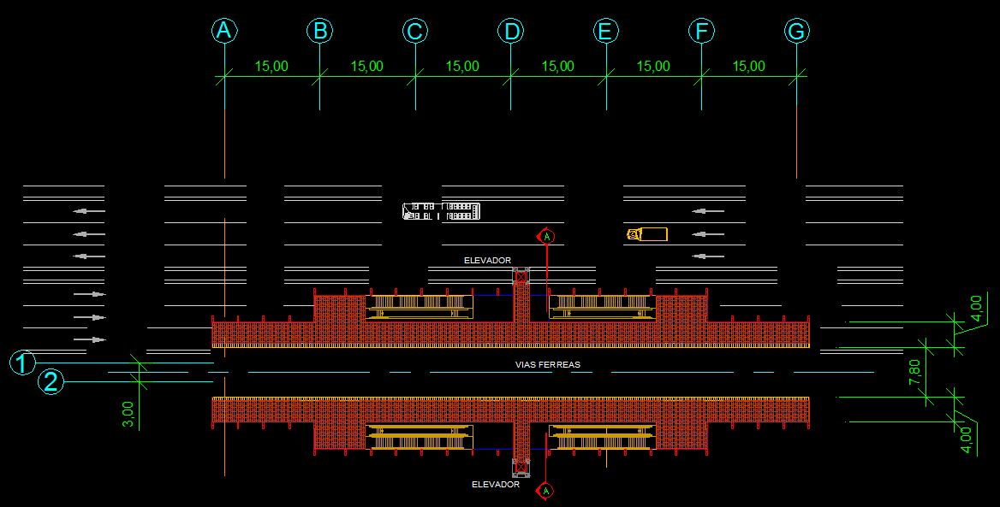 A B C D E F G
15,00 15,00 15,00 15,00 15,00 15,00
A
ELEVADOR
4,00
1
VIAS FERREAS
7,80
2
3,00
4,00
ELEVADOR
A